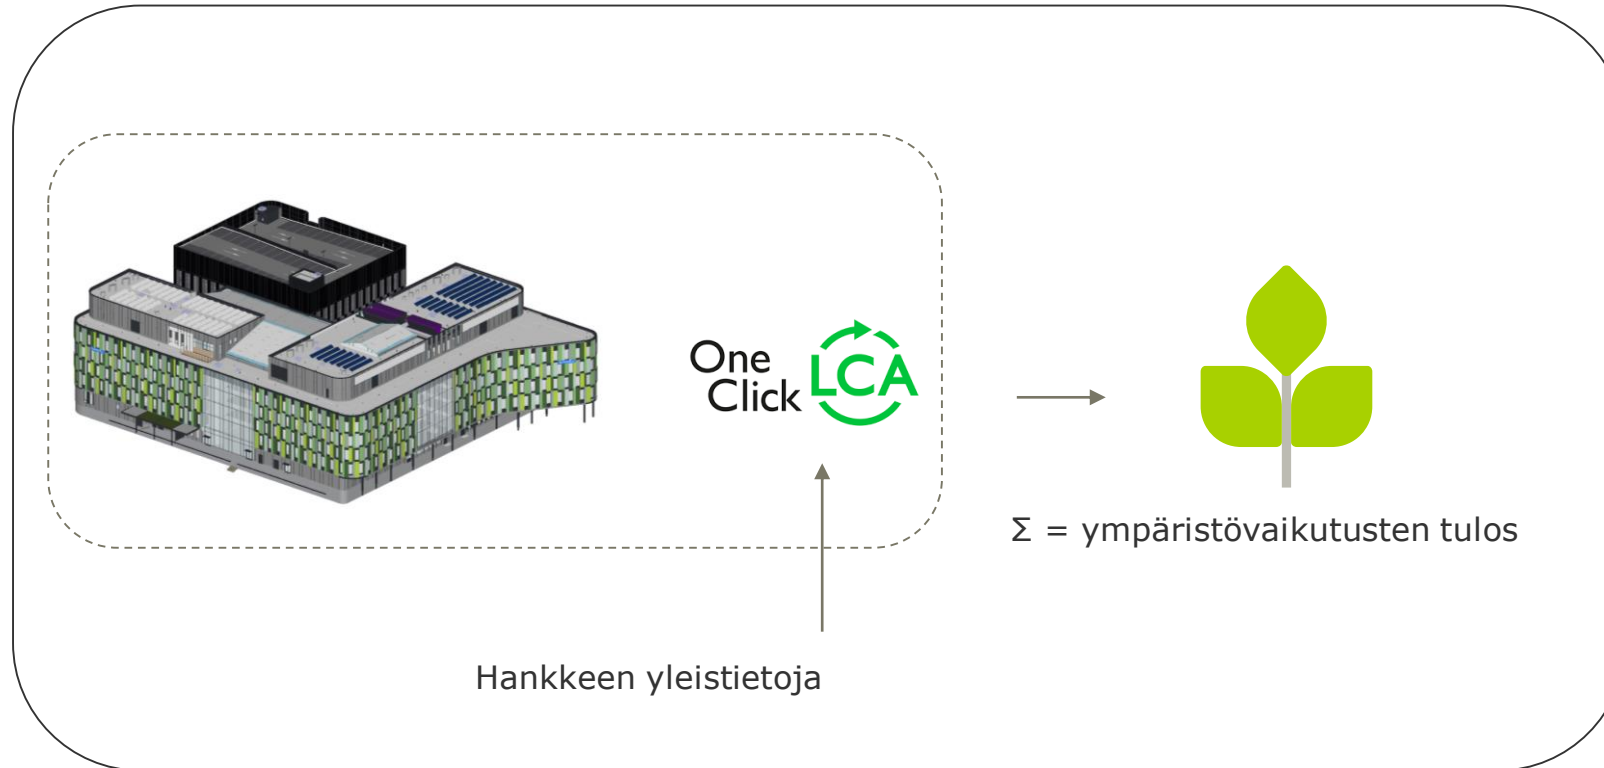 One
Click
LCA
Σ = ympäristövaikutusten tulos
Hankkeen yleistietoja